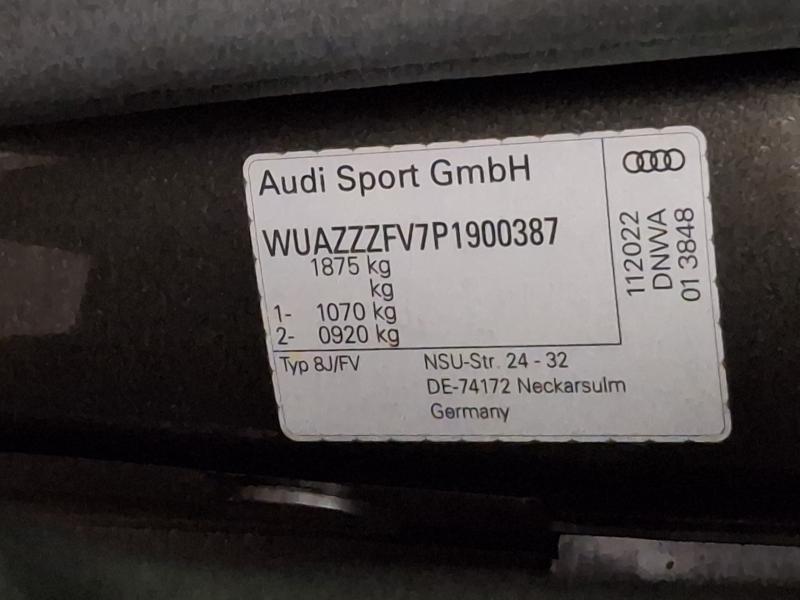 Audi Sport GmbH
WUAZZZFV7P1900387
1875 kg
kg
1- 1070 kg
2- 0920 kg
Typ 8J/FV
NSU-Str. 24 - 32
DE-74172 Neckarsulm
Germany
112022
DNWA
01 3848